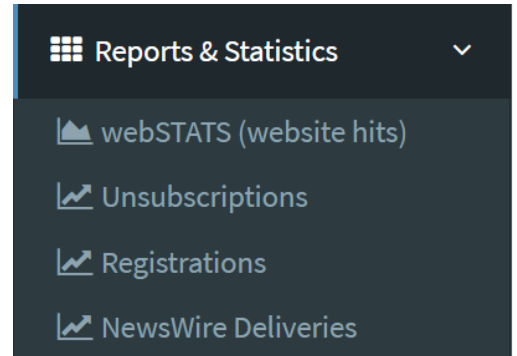 Reports & Statistics
webSTATS (website hits)
Unsubscriptions
Registrations
NewsWire Deliveries